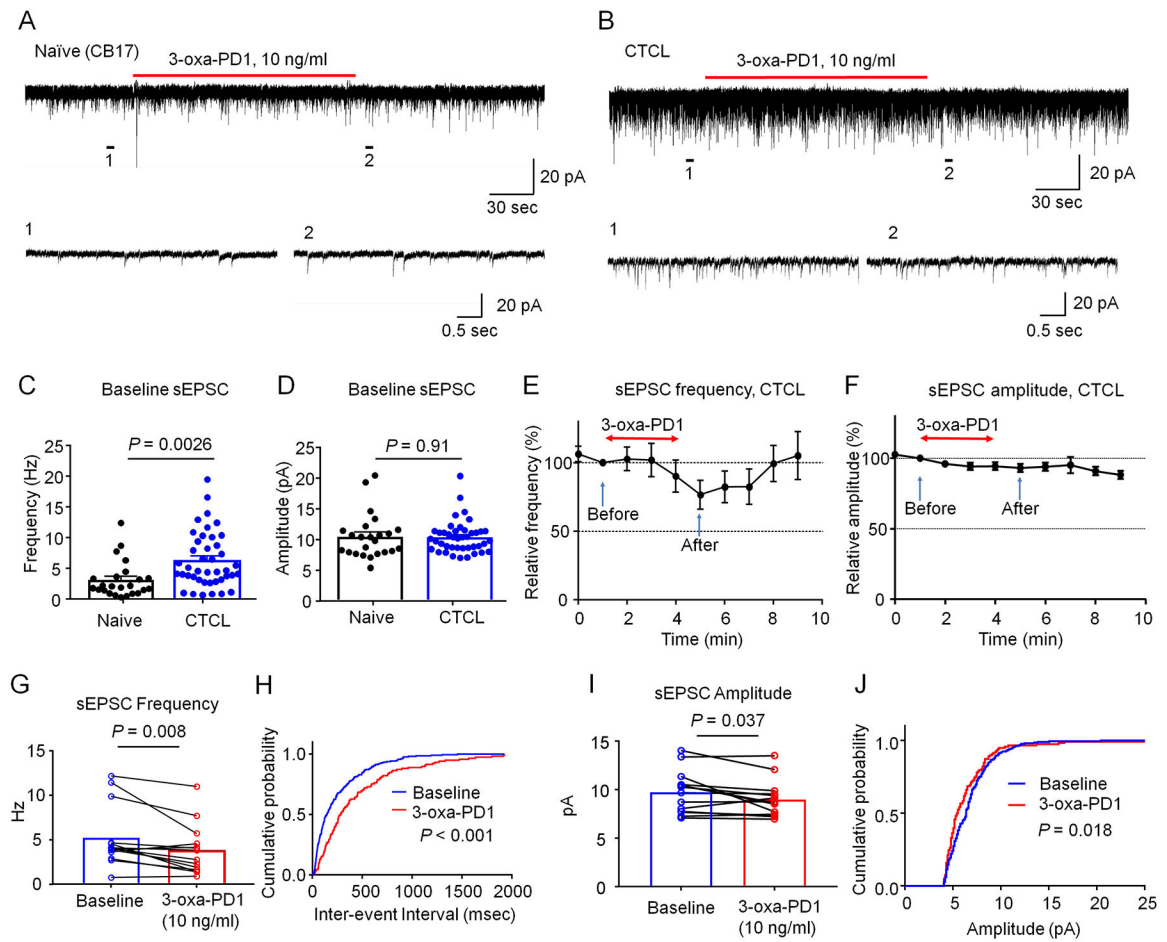 A
Naïve (CB17)
3-oxa-PD1, 10 ng/ml
1
2
20 pA
30 sec
1
2
20 pA
0.5 sec
B
CTCL
3-oxa-PD1, 10 ng/ml
1
2
20 pA
30 sec
1
2
20 pA
0.5 sec
C
Baseline sEPSC
P = 0.0026
Frequency (Hz)
25
20
15
10
5
0
Naive
CTCL
D
Baseline sEPSC
P = 0.91
Amplitude (pA)
25
20
15
10
5
0
Naive
CTCL
E
sEPSC frequency, CTCL
3-oxa-PD1
Relative frequency (%)
100
50
0
Before
After
0 2 4 6 8 10
Time (min)
F
sEPSC amplitude, CTCL
3-oxa-PD1
Relative amplitude (%)
100
50
0
Before
After
0 2 4 6 8 10
Time (min)
G
sEPSC Frequency
P = 0.008
Hz
15
10
5
0
Baseline
3-oxa-PD1
(10 ng/ml)
H
Cumulative probability
1.0
0.5
0.0
Baseline
3-oxa-PD1
P < 0.001
0 500 1000 1500 2000
Inter-event Interval (msec)
I
sEPSC Amplitude
P = 0.037
pA
15
10
5
0
Baseline
3-oxa-PD1
(10 ng/ml)
J
Cumulative probability
1.0
0.5
0.0
Baseline
3-oxa-PD1
P = 0.018
0 5 10 15 20 25
Amplitude (pA)